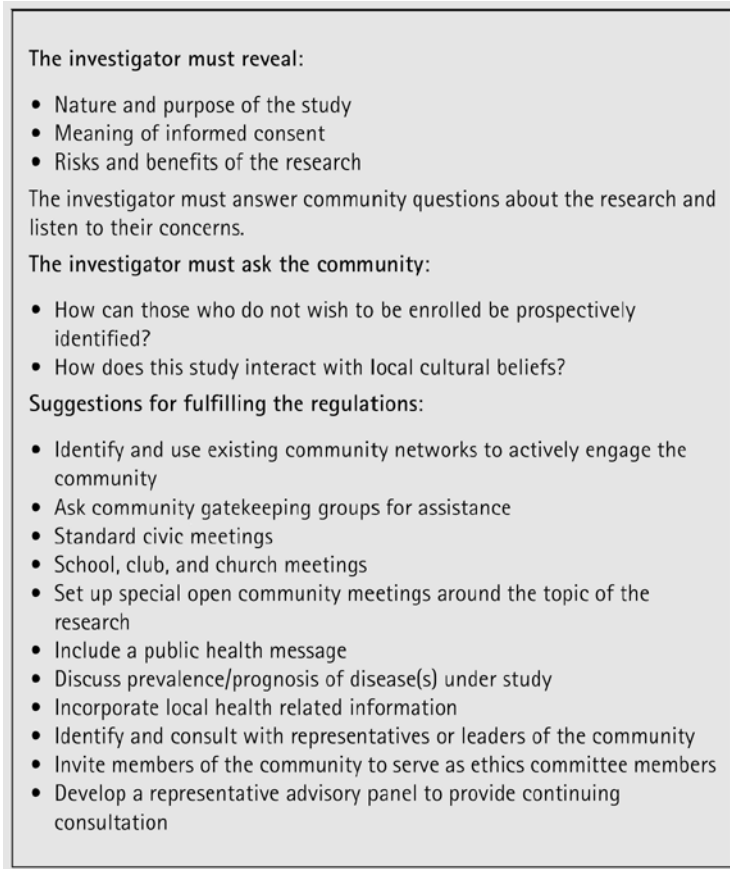 The investigator must reveal:
• Nature and purpose of the study
• Meaning of informed consent
• Risks and benefits of the research
The investigator must answer community questions about the research and
listen to their concerns.
The investigator must ask the community:
• How can those who do not wish to be enrolled be prospectively
identified?
• How does this study interact with local cultural beliefs?
Suggestions for fulfilling the regulations:
• Identify and use existing community networks to actively engage the
community
• Ask community gatekeeping groups for assistance
• Standard civic meetings
• School, club, and church meetings
• Set up special open community meetings around the topic of the
research
• Include a public health message
• Discuss prevalence/prognosis of disease(s) under study
• Incorporate local health related information
• Identify and consult with representatives or leaders of the community
• Invite members of the community to serve as ethics committee members
• Develop a representative advisory panel to provide continuing
consultation